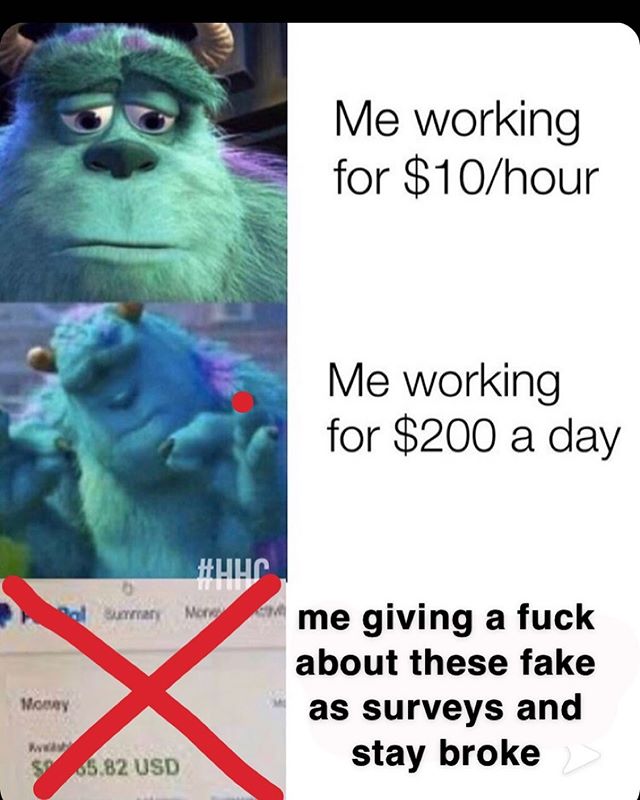 Me working
for $10/hour
Me working
for $200 a day
#HHC
Summary
Money
me giving a fuck
about these fake
as surveys and
stay broke
Money
5.82 USD